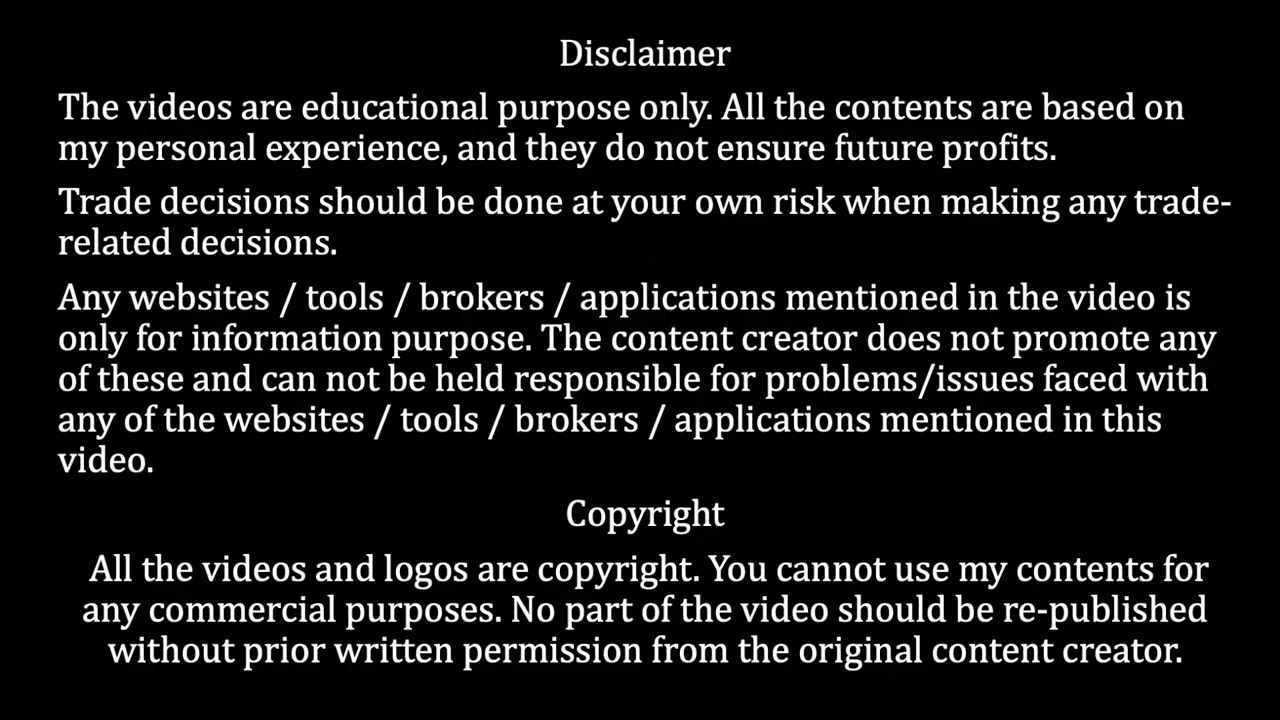 Disclaimer
The videos are educational purpose only. All the contents are based on
my personal experience, and they do not ensure future profits.
Trade decisions should be done at your own risk when making any trade-
related decisions.
Any websites / tools / brokers / applications mentioned in the video is
only for information purpose. The content creator does not promote any
of these and can not be held responsible for problems/issues faced with
any of the websites / tools / brokers / applications mentioned in this
video.
Copyright
All the videos and logos are copyright. You cannot use my contents for
any commercial purposes. No part of the video should be re-published
without prior written permission from the original content creator.